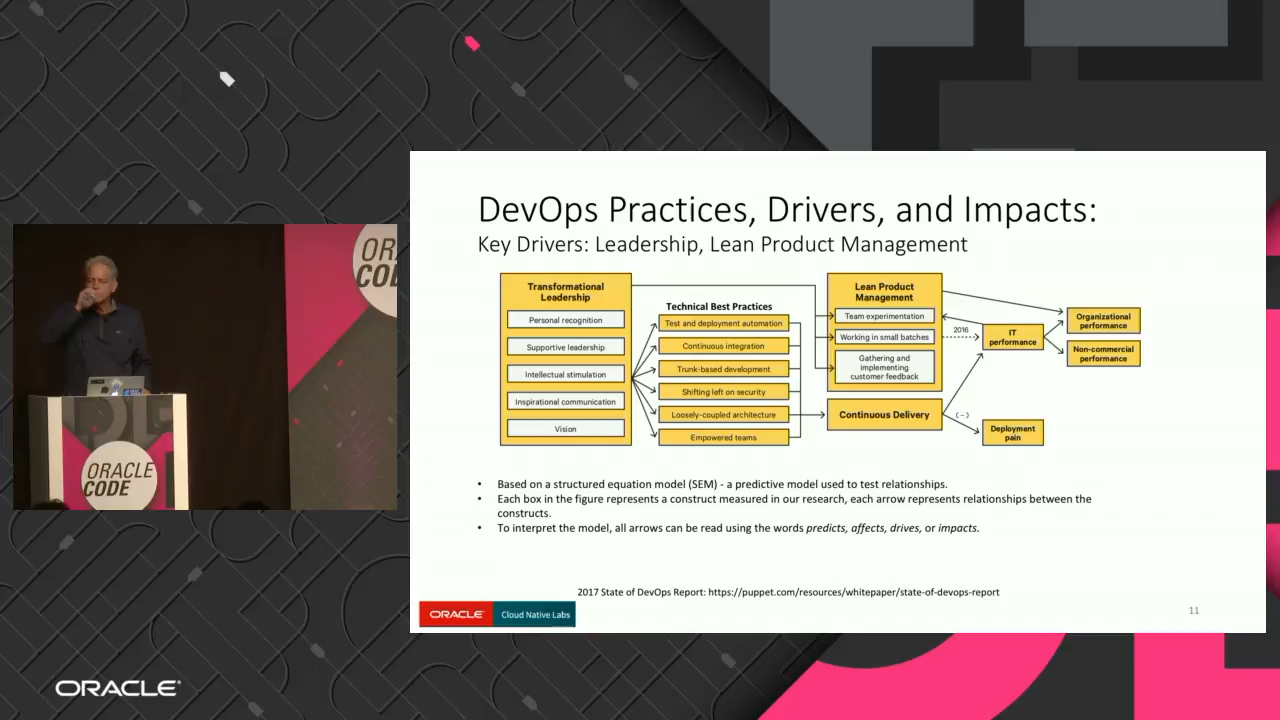 DevOps Practices, Drivers, and Impacts:
Key Drivers: Leadership, Lean Product Management
Transformational
Leadership
Personal recognition
Supportive leadership
Intellectual stimulation
Inspirational communication
Vision
Technical Best Practices
Test and deployment automation
Continuous integration
Trunk-based development
Shifting left on security
Loosely-coupled architecture
Empowered teams
Lean Product
Management
Team experimentation
Working in small batches
Gathering and
implementing
customer feedback
Continuous Delivery
2016
(–)
IT
performance
Deployment
pain
Organizational
performance
Non-commercial
performance
• Based on a structured equation model (SEM) - a predictive model used to test relationships.
• Each box in the figure represents a construct measured in our research, each arrow represents relationships between the
constructs.
• To interpret the model, all arrows can be read using the words predicts, affects, drives, or impacts.
2017 State of DevOps Report: https://puppet.com/resources/whitepaper/state-of-devops-report
ORACLE Cloud Native Labs
11
ORACLE
CODE
OR
CO
ORACLE